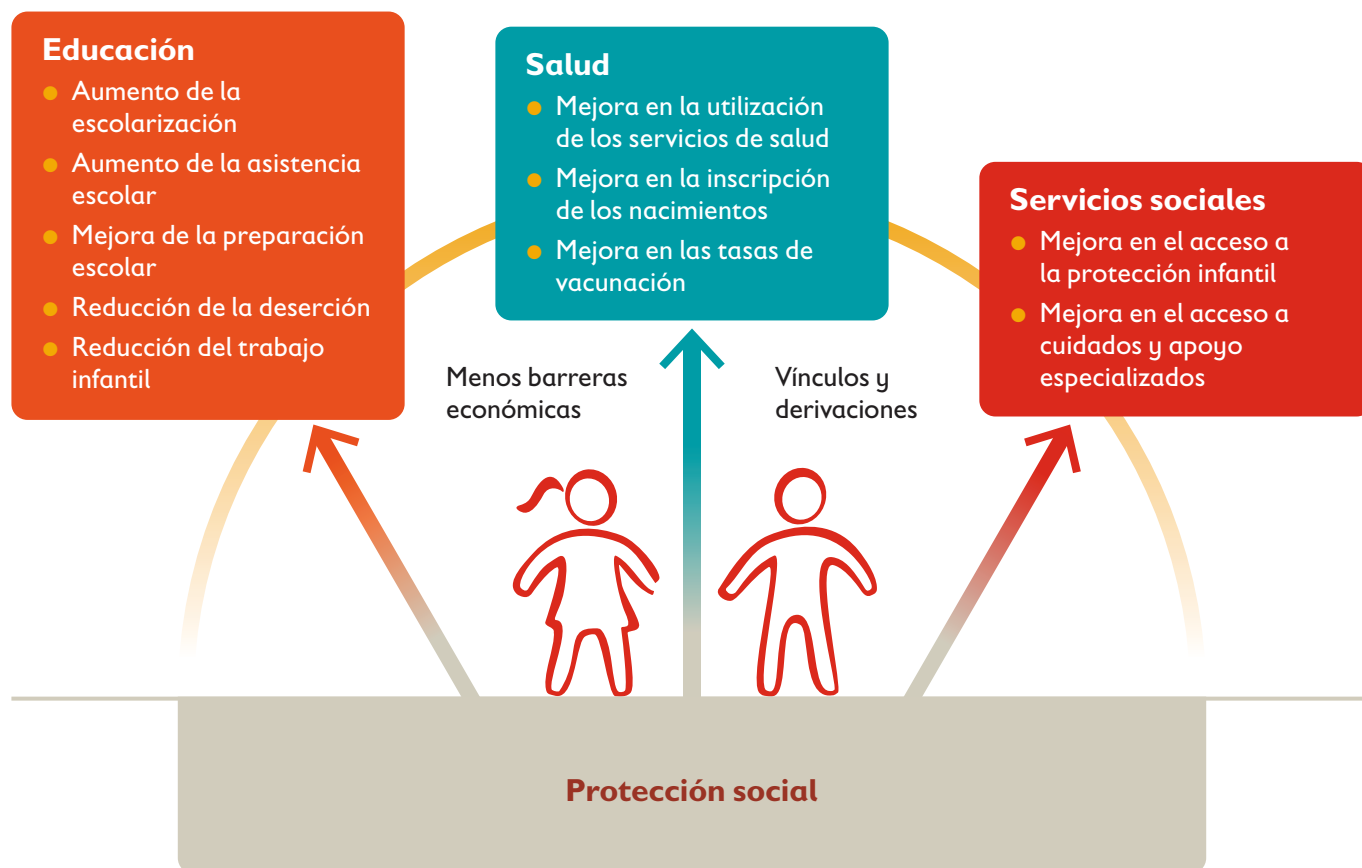 Educación
Aumento de la
escolarización
Aumento de la asistencia
escolar
Mejora de la preparación
escolar
Reducción de la deserción
Reducción del trabajo
infantil
Salud
Mejora en la utilización
de los servicios de salud
Mejora en la inscripción
de los nacimientos
Mejora en las tasas de
vacunación
Servicios sociales
Mejora en el acceso a
la protección infantil
Mejora en el acceso a
cuidados y apoyo
especializados
Menos barreras
económicas
Vínculos y
derivaciones
Protección social